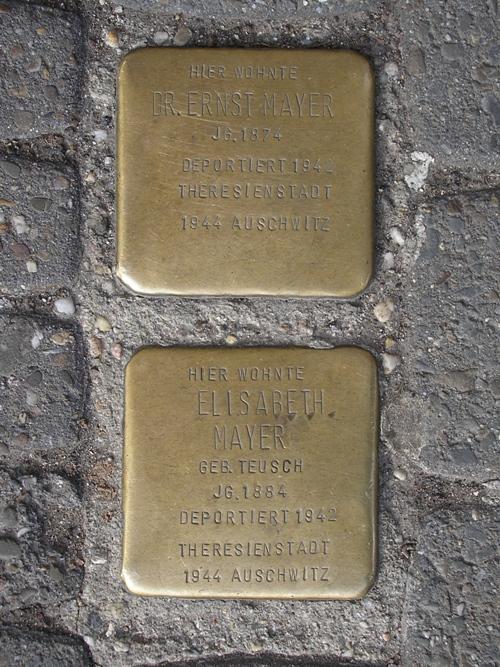 HIER WOHNTE
DR. ERNST MAYER
JG. 1874
DEPORTIERT 1942
THERESIENSTADT
1944 AUSCHWITZ
HIER WOHNTE
ELISABETH
MAYER
GEB. TEUSCH
JG. 1884
DEPORTIERT 1942
THERESIENSTADT
1944 AUSCHWITZ